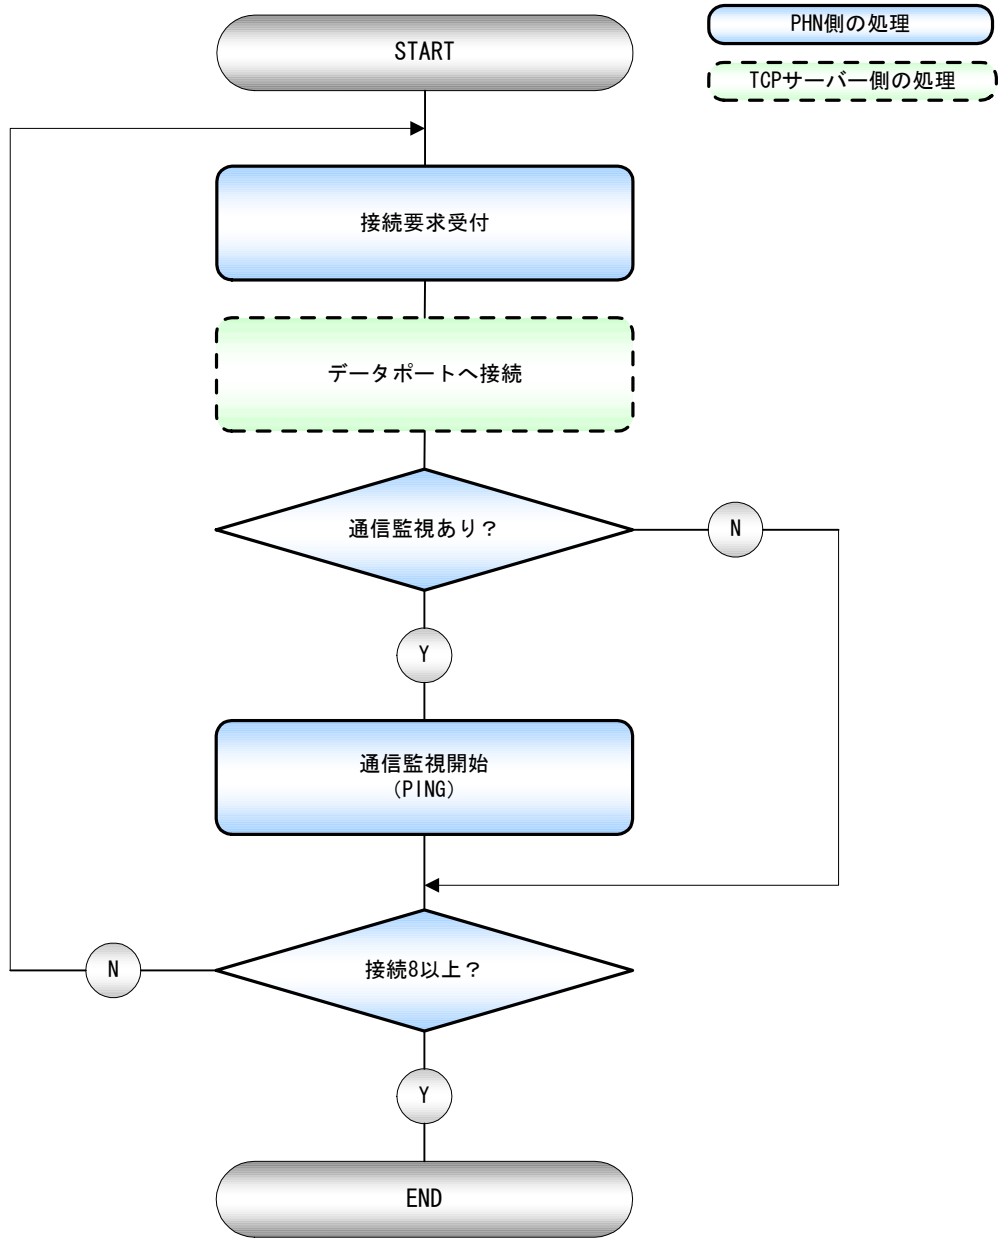 START
PHN側の処理
TCPサーバー側の処理
接続要求受付
データポートへ接続
通信監視あり？
N
Y
通信監視開始
(PING)
接続8以上？
N
Y
END